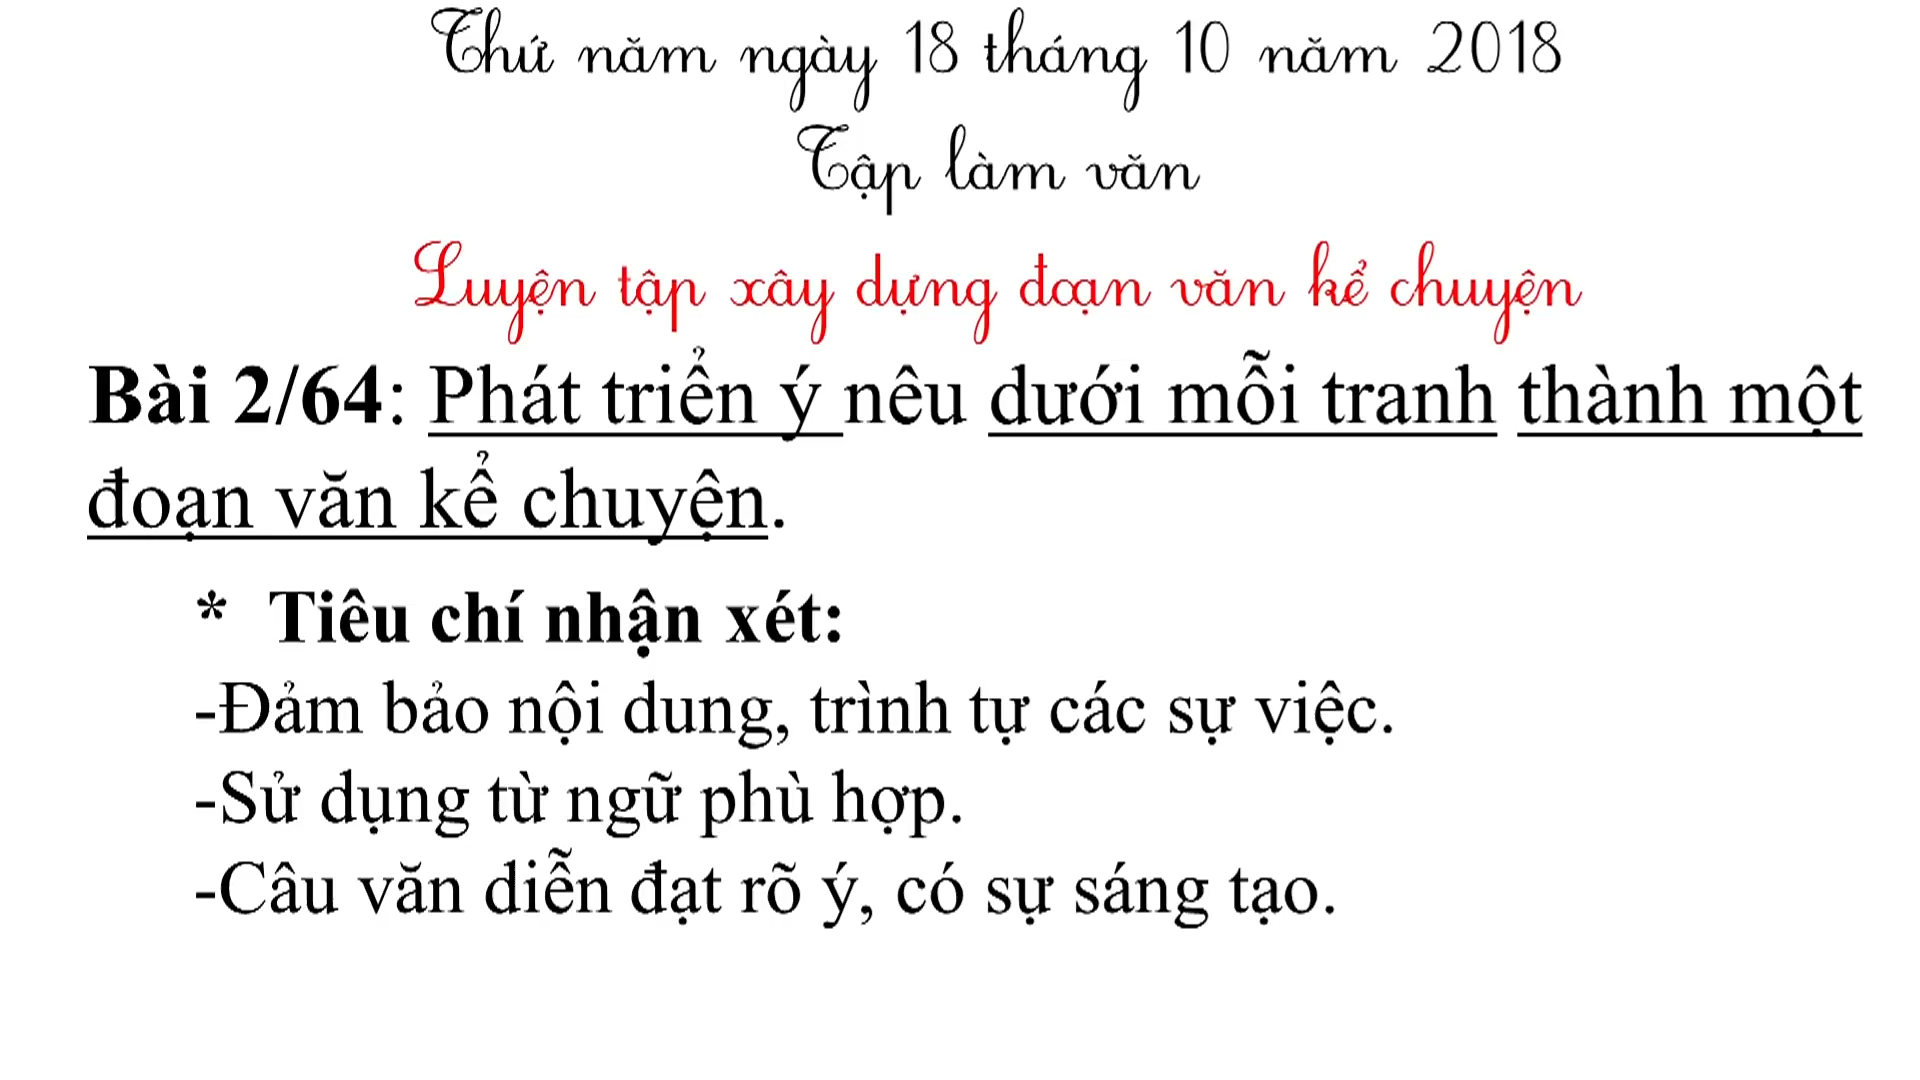 Thứ năm ngày 18 tháng 10 năm 2018
Tập làm văn
Luyện tập xây dựng đoạn văn kể chuyện
Bài 2/64: Phát triển ý nêu dưới mỗi tranh thành một
đoạn văn kể chuyện.
* Tiêu chí nhận xét:
-Đảm bảo nội dung, trình tự các sự việc.
-Sử dụng từ ngữ phù hợp.
-Câu văn diễn đạt rõ ý, có sự sáng tạo.